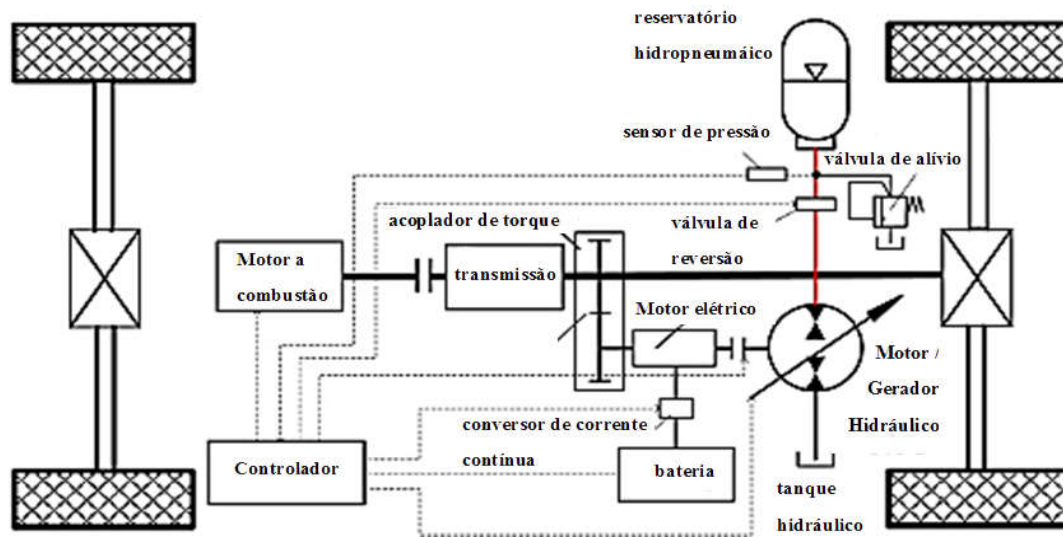 reservatório
hidropneumáico
sensor de pressão
válvula de alívio
acoplador de torque
válvula de
reversão
Motor a
combustão
transmissão
Motor elétrico
Motor /
Gerador
Hidráulico
conversor de corrente
contínua
Controlador
bateria
tanque
hidráulico